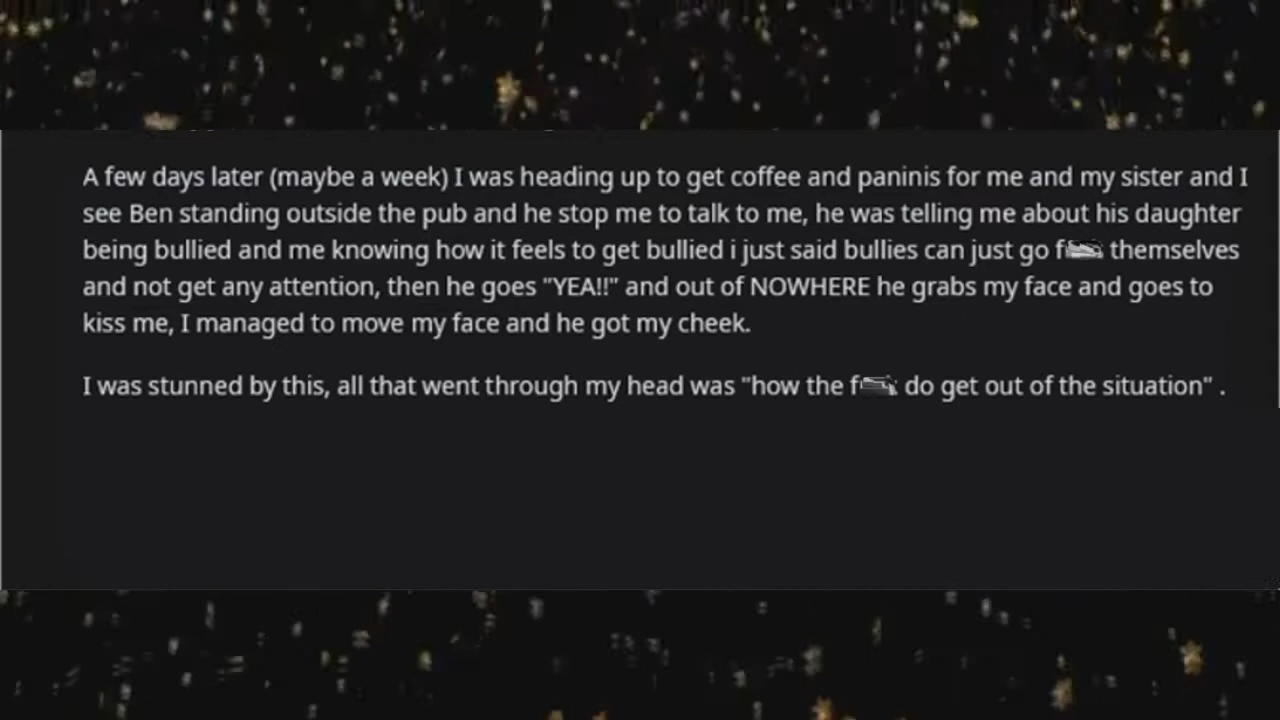 A few days later (maybe a week) I was heading up to get coffee and paninis for me and my sister and I
see Ben standing outside the pub and he stop me to talk to me, he was telling me about his daughter
being bullied and me knowing how it feels to get bullied i just said bullies can just go themselves
and not get any attention, then he goes "YEA!!" and out of NOWHERE he grabs my face and goes to
kiss me, I managed to move my face and he got my cheek.
I was stunned by this, all that went through my head was "how the do get out of the situation" .